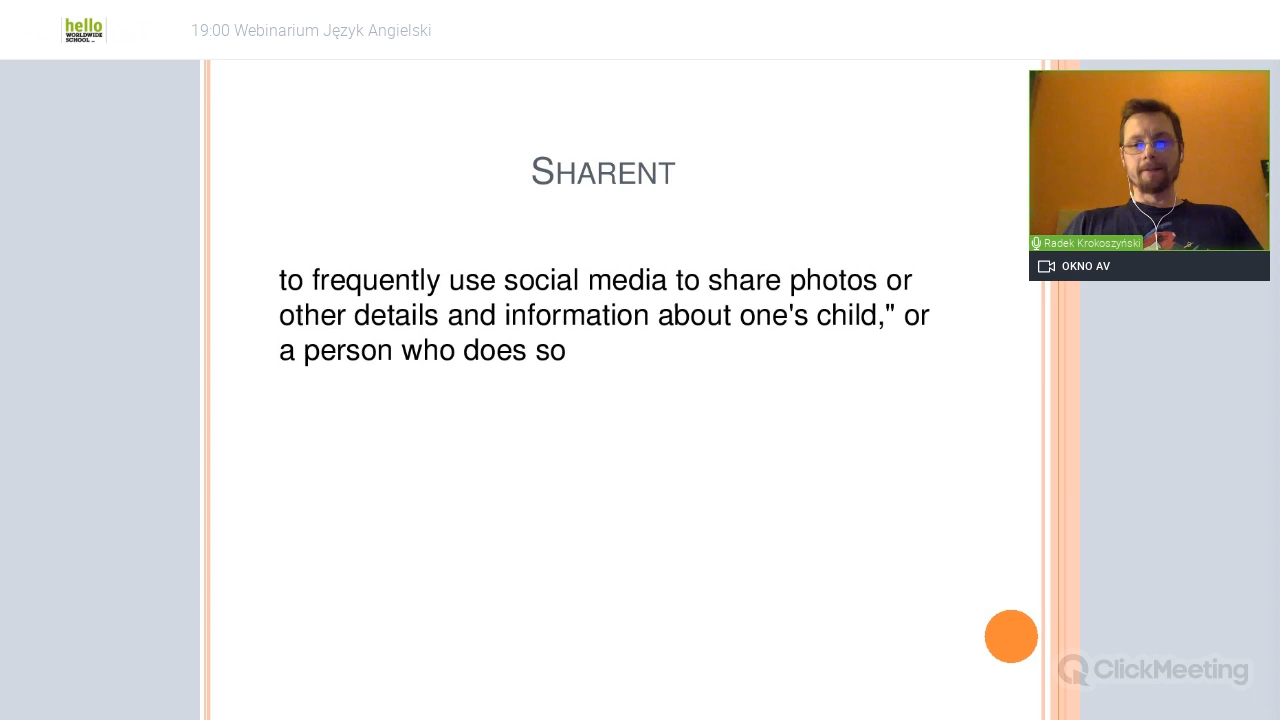 hello
WORLDWIDE
SCHOOL
19:00 Webinarium Język Angielski
SHARENT
to frequently use social media to share photos or
other details and information about one's child," or
a person who does so
Radek Krokoszyński
OKNO AV
ClickMeeting